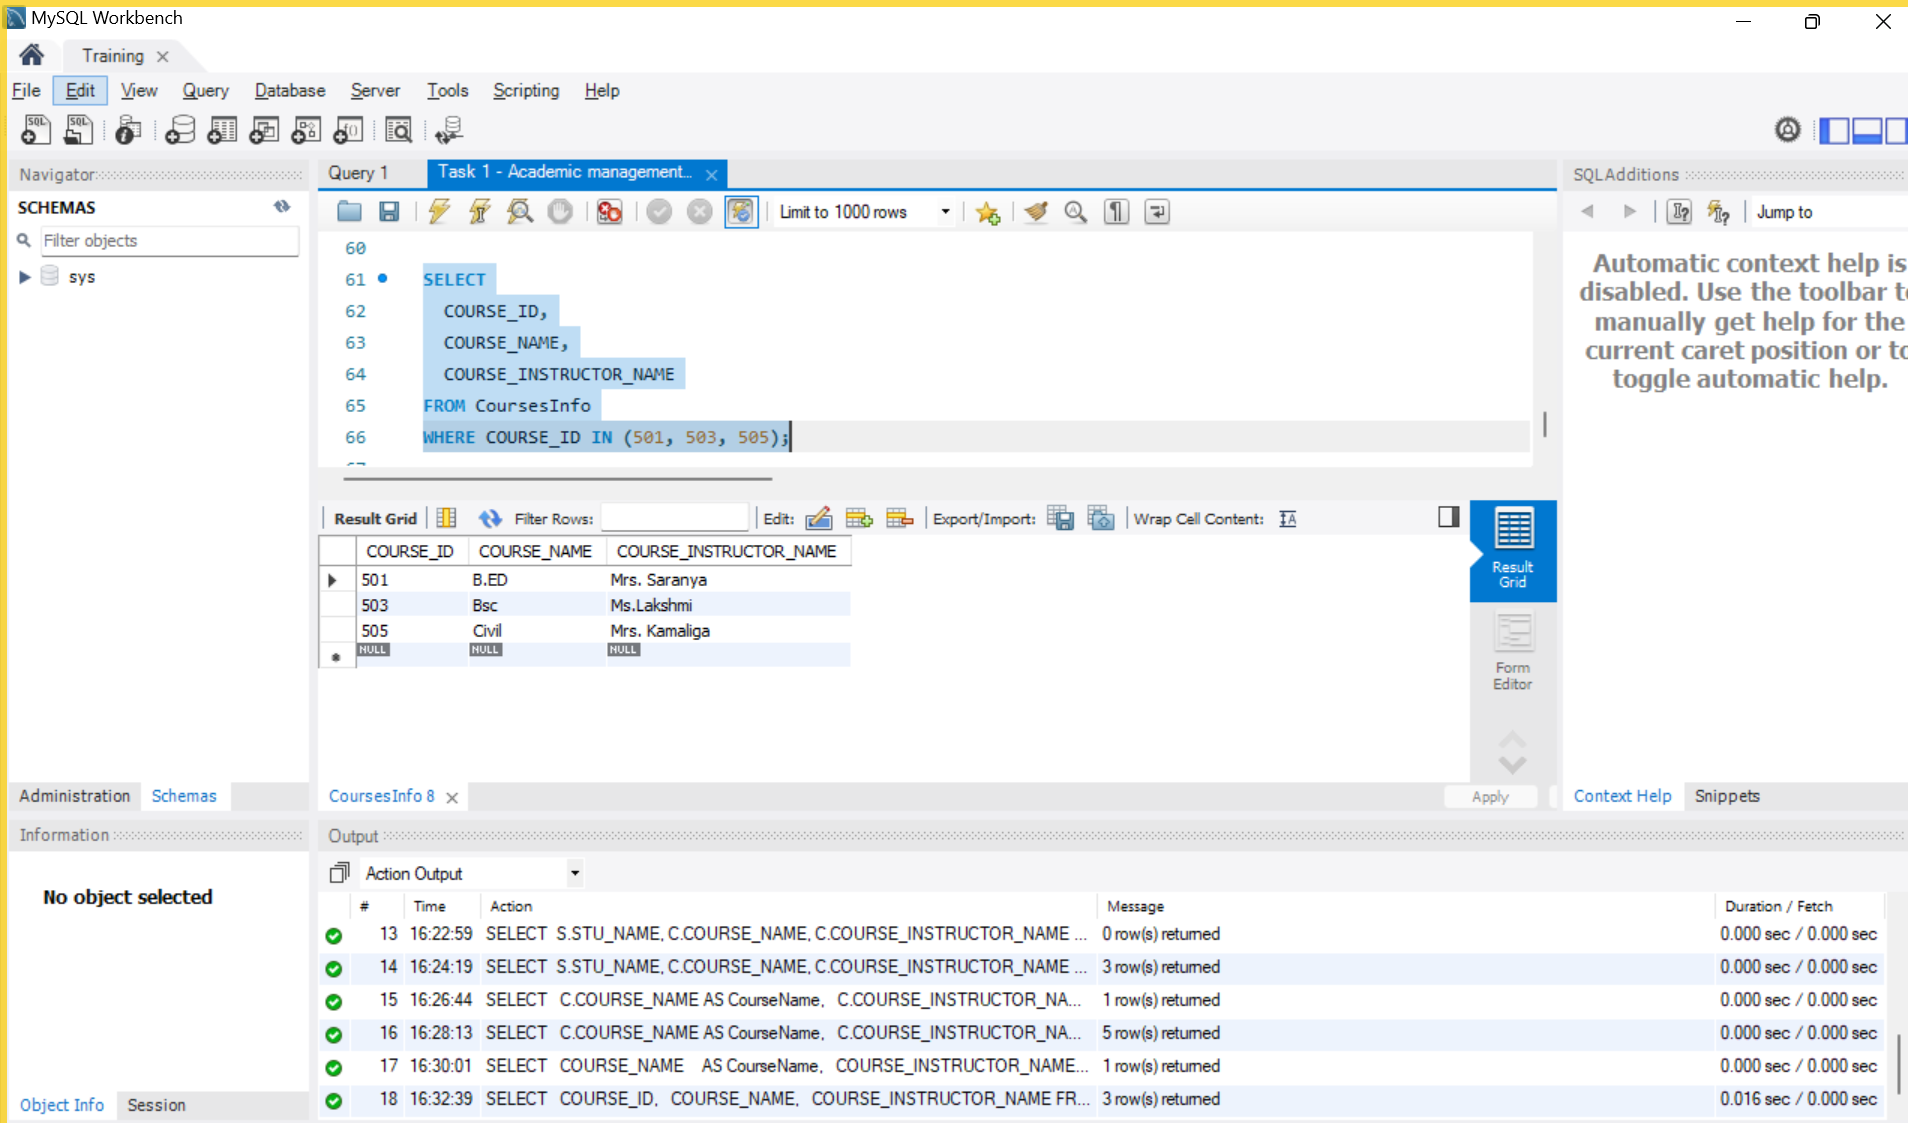 MySQL Workbench
Training
File Edit View Query Database Server Tools Scripting Help
Navigator
SCHEMAS
Filter objects
sys
Administration Schemas
Information
No object selected
Object Info Session
Query 1 Task 1 - Academic management...
Limit to 1000 rows
60
61 SELECT
62 COURSE_ID,
63 COURSE_NAME,
64 COURSE_INSTRUCTOR_NAME
65 FROM CoursesInfo
66 WHERE COURSE_ID IN (501, 503, 505);
Result Grid Filter Rows: Edit: Export/Import: Wrap Cell Content:
COURSE_ID COURSE_NAME COURSE_INSTRUCTOR_NAME
501 B.ED Mrs. Saranya
503 Bsc Ms.Lakshmi
505 Civil Mrs. Kamaliga
NULL NULL NULL
Result
Grid
Form
Editor
CoursesInfo 8
Apply
SQLAdditions
Jump to
Automatic context help is
disabled. Use the toolbar
manually get help for the
current caret position or
toggle automatic help.
Context Help Snippets
Output
Action Output
# Time Action Message Duration / Fetch
13 16:22:59 SELECT S.STU_NAME, C.COURSE_NAME, C.COURSE_INSTRUCTOR_NAME ... 0 row(s) returned 0.000 sec / 0.000 sec
14 16:24:19 SELECT S.STU_NAME, C.COURSE_NAME, C.COURSE_INSTRUCTOR_NAME ... 3 row(s) returned 0.000 sec / 0.000 sec
15 16:26:44 SELECT C.COURSE_NAME AS CourseName, C.COURSE_INSTRUCTOR_NA... 1 row(s) returned 0.000 sec / 0.000 sec
16 16:28:13 SELECT C.COURSE_NAME AS CourseName, C.COURSE_INSTRUCTOR_NA... 5 row(s) returned 0.000 sec / 0.000 sec
17 16:30:01 SELECT COURSE_NAME AS CourseName, COURSE_INSTRUCTOR_NAME... 1 row(s) returned 0.000 sec / 0.000 sec
18 16:32:39 SELECT COURSE_ID, COURSE_NAME, COURSE_INSTRUCTOR_NAME FR... 3 row(s) returned 0.016 sec / 0.000 sec